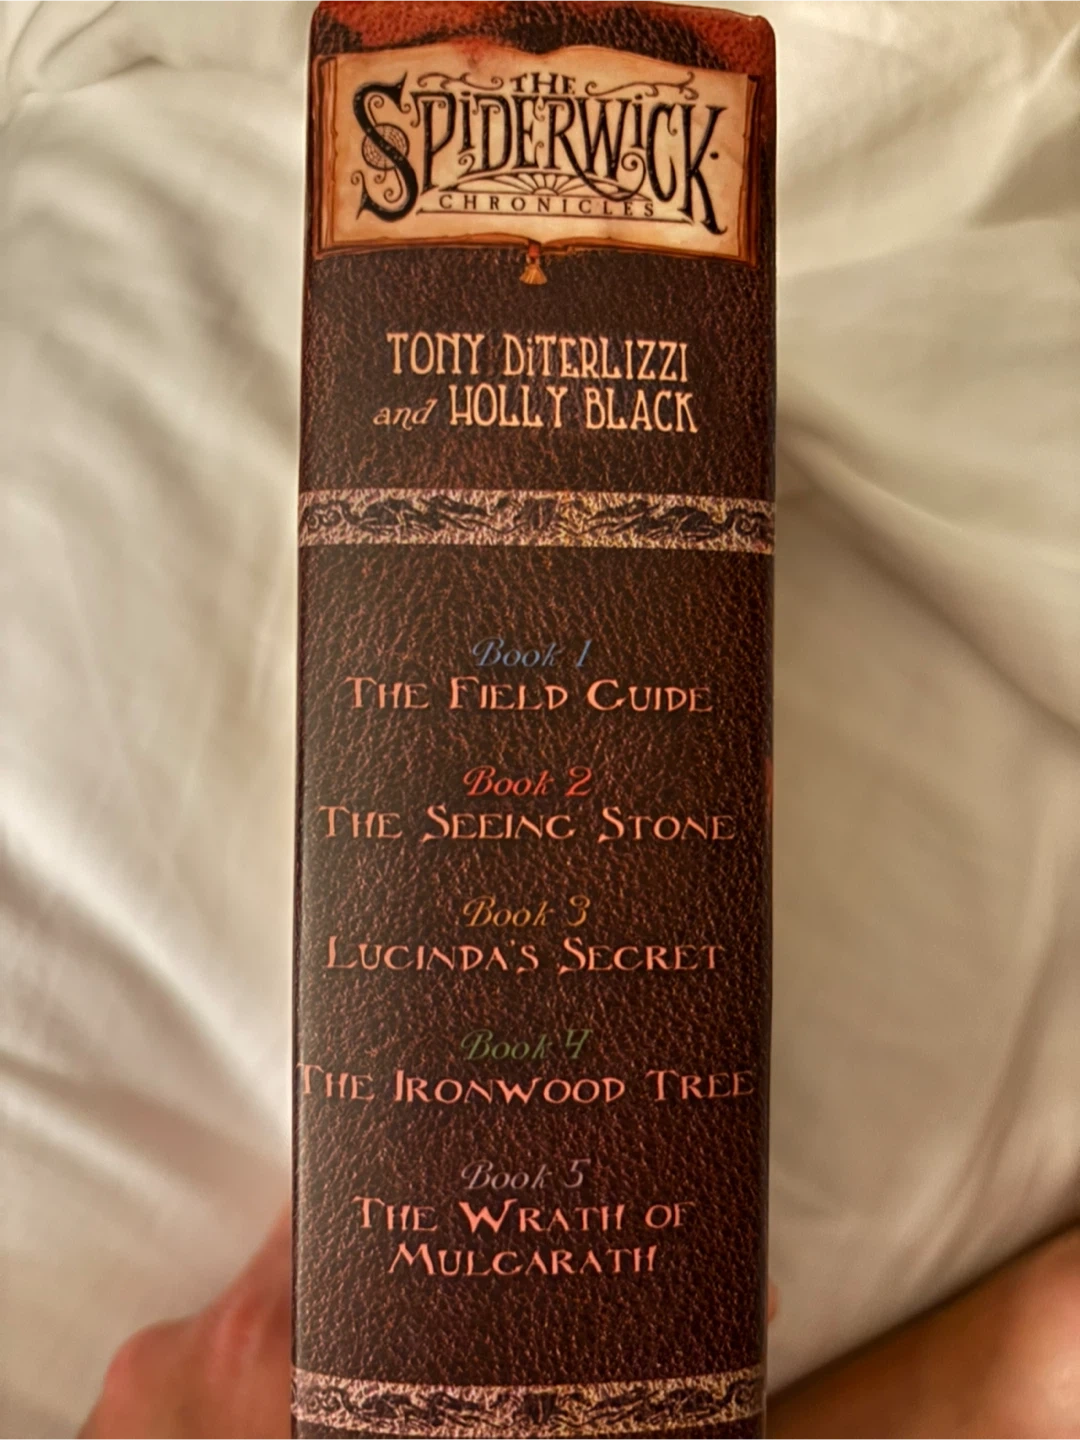 THE
SPiDERWiCK
CHRONICLES
TONY DiTERLIZZI
and HOLLY BLACK
Book 1
THE FIELD GUIDE
Book 2
THE SEEING STONE
Book 3
LUCINDA'S SECRET
Book 4
THE IRONWOOD TREE
Book 5
THE WRATH OF
MULGARATH